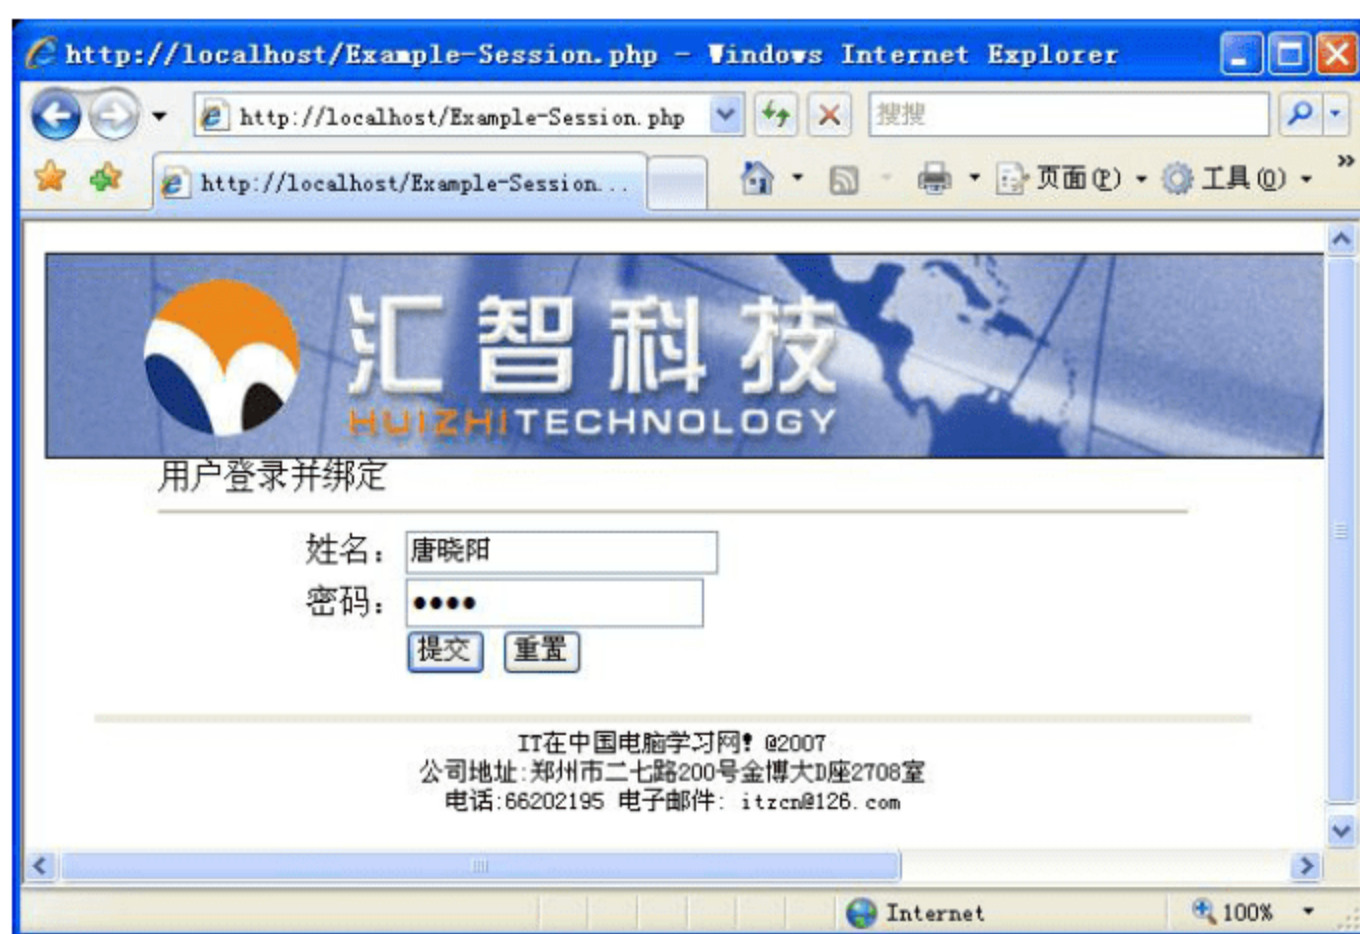 http://localhost/Example-Session.php - Windows Internet Explorer
http://localhost/Example-Session.php 搜搜
http://localhost/Example-Session... 页面(P) 工具(O) »
汇智科技
HUIZHITECHNOLOGY
用户登录并绑定
姓名： 唐晓阳
密码： ●●●●
提交 重置
IT在中国电脑学习网! @2007
公司地址:郑州市二七路200号金博大D座2708室
电话:66202195 电子邮件: itzcn@126.com
Internet 100%